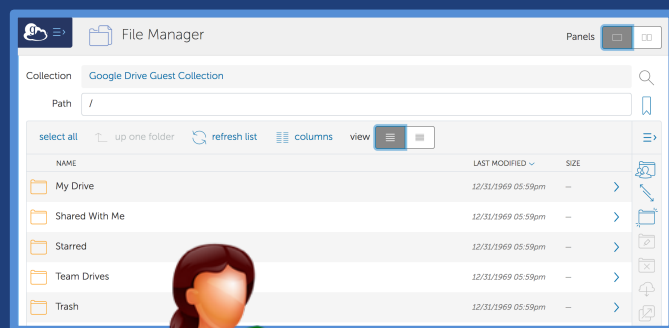 File Manager
Panels
Collection Google Drive Guest Collection
Path /
select all up one folder refresh list columns view
NAME LAST MODIFIED SIZE
My Drive 12/31/1969 05:59pm –
Shared With Me 12/31/1969 05:59pm –
Starred 12/31/1969 05:59pm –
Team Drives 12/31/1969 05:59pm –
Trash 12/31/1969 05:59pm –